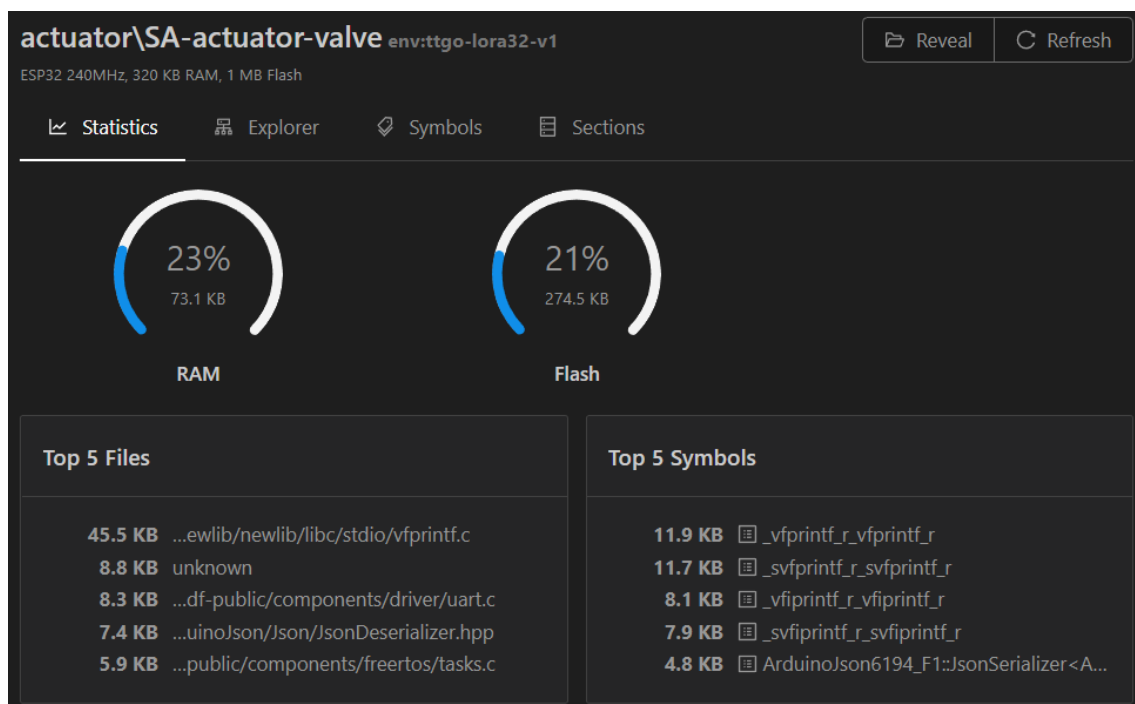 actuator\SA-actuator-valve env:ttgo-lora32-v1
Reveal
Refresh
ESP32 240MHz, 320 KB RAM, 1 MB Flash
Statistics
Explorer
Symbols
Sections
23%
73.1 KB
RAM
21%
274.5 KB
Flash
Top 5 Files
45.5 KB ...ewlib/newlib/libc/stdio/vfprintf.c
8.8 KB unknown
8.3 KB ...df-public/components/driver/uart.c
7.4 KB ...uinoJson/Json/JsonDeserializer.hpp
5.9 KB ...public/components/freertos/tasks.c
Top 5 Symbols
11.9 KB _vfprintf_r_vfprintf_r
11.7 KB _svfprintf_r_svfprintf_r
8.1 KB _vfiprintf_r_vfiprintf_r
7.9 KB _svfiprintf_r_svfiprintf_r
4.8 KB ArduinoJson6194_F1::JsonSerializer<A...